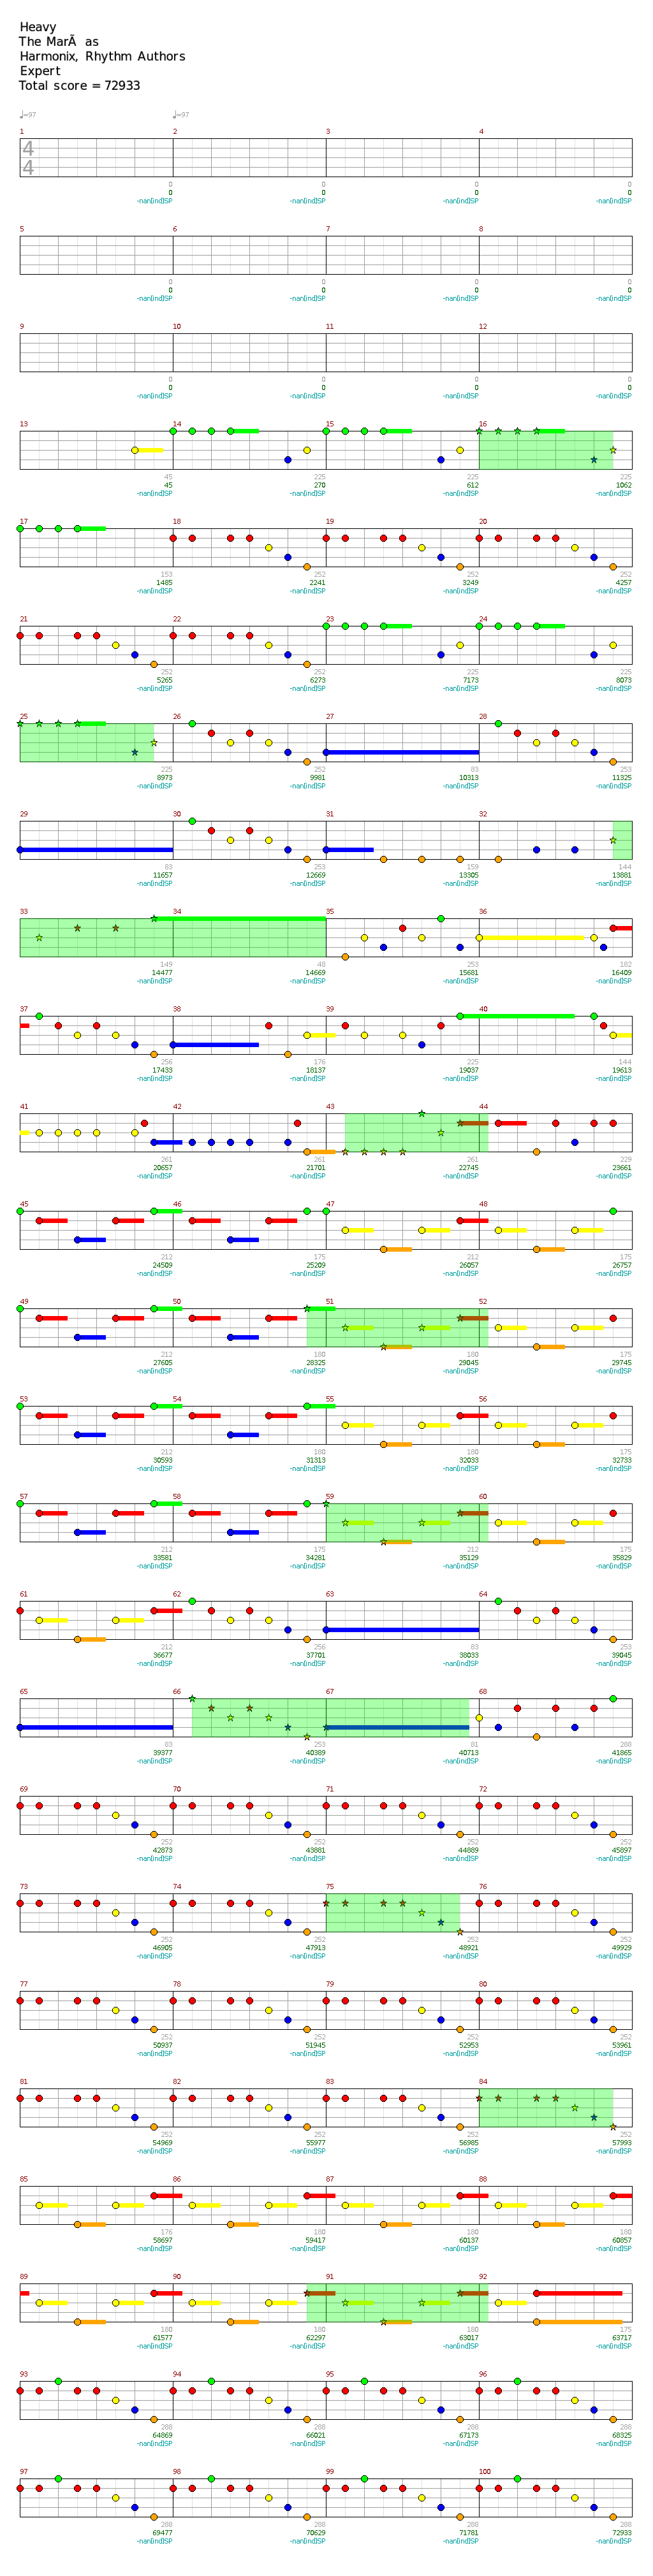 Heavy
The MarÃ as
Harmonix, Rhythm Authors
Expert
Total score = 72933
♩=97 ♩=97
1 2 3 4
4
4
0 0 0 0
0 0 0 0
-nan(ind)SP -nan(ind)SP -nan(ind)SP -nan(ind)SP
5 6 7 8
0 0 0 0
0 0 0 0
-nan(ind)SP -nan(ind)SP -nan(ind)SP -nan(ind)SP
9 10 11 12
0 0 0 0
0 0 0 0
-nan(ind)SP -nan(ind)SP -nan(ind)SP -nan(ind)SP
13 14 15 16
45 225 225 225
45 270 612 1062
-nan(ind)SP -nan(ind)SP -nan(ind)SP -nan(ind)SP
17 18 19 20
153 252 252 252
1485 2241 3249 4257
-nan(ind)SP -nan(ind)SP -nan(ind)SP -nan(ind)SP
21 22 23 24
252 252 225 225
5265 6273 7173 8073
-nan(ind)SP -nan(ind)SP -nan(ind)SP -nan(ind)SP
25 26 27 28
225 252 83 253
8973 9981 10313 11325
-nan(ind)SP -nan(ind)SP -nan(ind)SP -nan(ind)SP
29 30 31 32
83 253 159 144
11657 12669 13305 13881
-nan(ind)SP -nan(ind)SP -nan(ind)SP -nan(ind)SP
33 34 35 36
149 48 253 182
14477 14669 15681 16409
-nan(ind)SP -nan(ind)SP -nan(ind)SP -nan(ind)SP
37 38 39 40
256 176 225 144
17433 18137 19037 19613
-nan(ind)SP -nan(ind)SP -nan(ind)SP -nan(ind)SP
41 42 43 44
261 261 261 229
20657 21701 22745 23661
-nan(ind)SP -nan(ind)SP -nan(ind)SP -nan(ind)SP
45 46 47 48
212 175 212 175
24509 25209 26057 26757
-nan(ind)SP -nan(ind)SP -nan(ind)SP -nan(ind)SP
49 50 51 52
212 180 180 175
27605 28325 29045 29745
-nan(ind)SP -nan(ind)SP -nan(ind)SP -nan(ind)SP
53 54 55 56
212 180 180 175
30593 31313 32033 32733
-nan(ind)SP -nan(ind)SP -nan(ind)SP -nan(ind)SP
57 58 59 60
212 175 212 175
33581 34281 35129 35829
-nan(ind)SP -nan(ind)SP -nan(ind)SP -nan(ind)SP
61 62 63 64
212 256 83 253
36677 37701 38033 39045
-nan(ind)SP -nan(ind)SP -nan(ind)SP -nan(ind)SP
65 66 67 68
83 253 81 288
39377 40389 40713 41865
-nan(ind)SP -nan(ind)SP -nan(ind)SP -nan(ind)SP
69 70 71 72
252 252 252 252
42873 43881 44889 45897
-nan(ind)SP -nan(ind)SP -nan(ind)SP -nan(ind)SP
73 74 75 76
252 252 252 252
46905 47913 48921 49929
-nan(ind)SP -nan(ind)SP -nan(ind)SP -nan(ind)SP
77 78 79 80
252 252 252 252
50937 51945 52953 53961
-nan(ind)SP -nan(ind)SP -nan(ind)SP -nan(ind)SP
81 82 83 84
252 252 252 252
54969 55977 56985 57993
-nan(ind)SP -nan(ind)SP -nan(ind)SP -nan(ind)SP
85 86 87 88
176 180 180 180
58697 59417 60137 60857
-nan(ind)SP -nan(ind)SP -nan(ind)SP -nan(ind)SP
89 90 91 92
180 180 180 175
61577 62297 63017 63717
-nan(ind)SP -nan(ind)SP -nan(ind)SP -nan(ind)SP
93 94 95 96
288 288 288 288
64869 66021 67173 68325
-nan(ind)SP -nan(ind)SP -nan(ind)SP -nan(ind)SP
97 98 99 100
288 288 288 288
69477 70629 71781 72933
-nan(ind)SP -nan(ind)SP -nan(ind)SP -nan(ind)SP